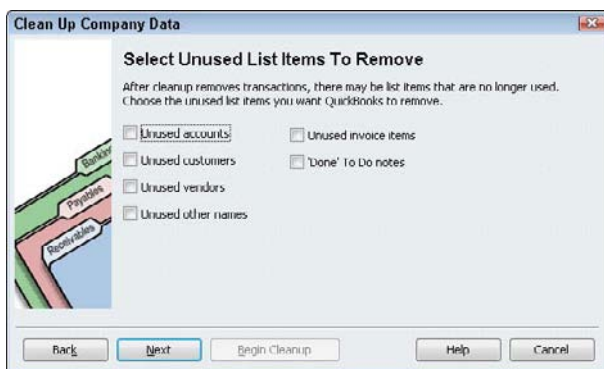 Clean Up Company Data
Select Unused List Items To Remove
After cleanup removes transactions, there may be list items that are no longer used.
Choose the unused list items you want QuickBooks to remove.
Unused accounts
Unused invoice items
Unused customers
'Done' To Do notes
Unused vendors
Unused other names
Banking
Payables
Receivables
Back
Next
Begin Cleanup
Help
Cancel